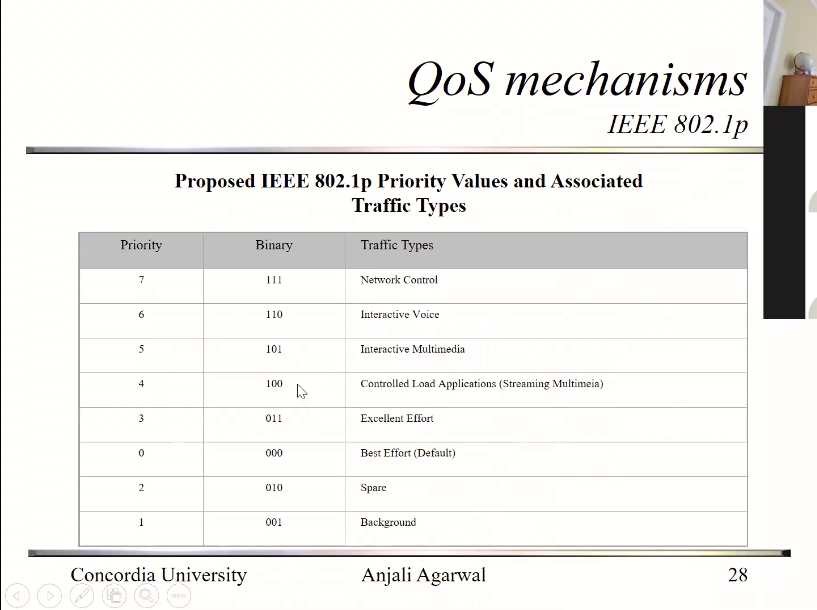 QoS mechanisms
IEEE 802.1p
Proposed IEEE 802.1p Priority Values and Associated
Traffic Types
Priority Binary Traffic Types
7 111 Network Control
6 110 Interactive Voice
5 101 Interactive Multimedia
4 100 Controlled Load Applications (Streaming Multimeia)
3 011 Excellent Effort
0 000 Best Effort (Default)
2 010 Spare
1 001 Background
Concordia University Anjali Agarwal 28